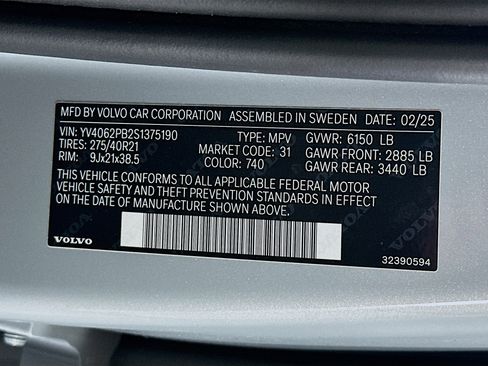 MFD BY VOLVO CAR CORPORATION ASSEMBLED IN SWEDEN DATE: 02/25
VIN: YV4062PB2S1375190 TYPE: MPV GVWR: 6150 LB
TIRES: 275/40R21 MARKET CODE: 31 GAWR FRONT: 2885 LB
RIM: 9Jx21x38.5 COLOR: 740 GAWR REAR: 3440 LB
THIS VEHICLE CONFORMS TO ALL APPLICABLE FEDERAL MOTOR
VEHICLE SAFETY AND THEFT PREVENTION STANDARDS IN EFFECT
ON THE DATE OF MANUFACTURE SHOWN ABOVE.
VOLVO 32390594